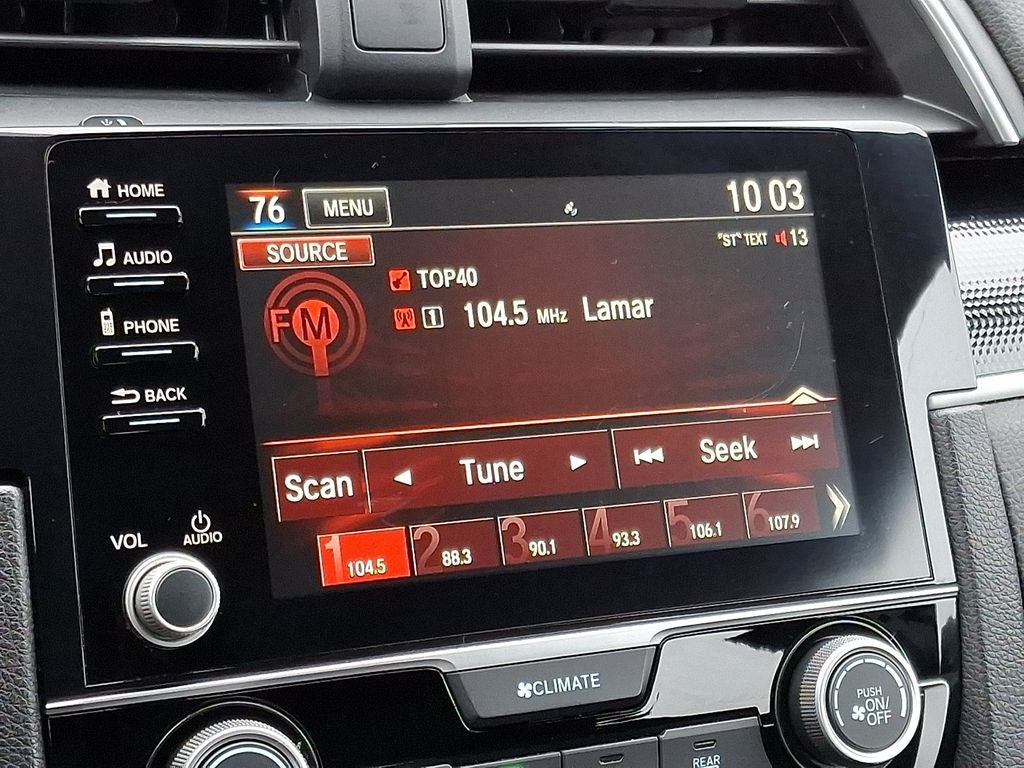 HOME
AUDIO
PHONE
BACK
VOL
AUDIO
76
MENU
10 03
SOURCE
"ST" TEXT
13
TOP40
FM
1 104.5 MHz Lamar
Scan
Tune
Seek
1 104.5
2 88.3
3 90.1
4 93.3
5 106.1
6 107.9
CLIMATE
PUSH
ON/
OFF
REAR